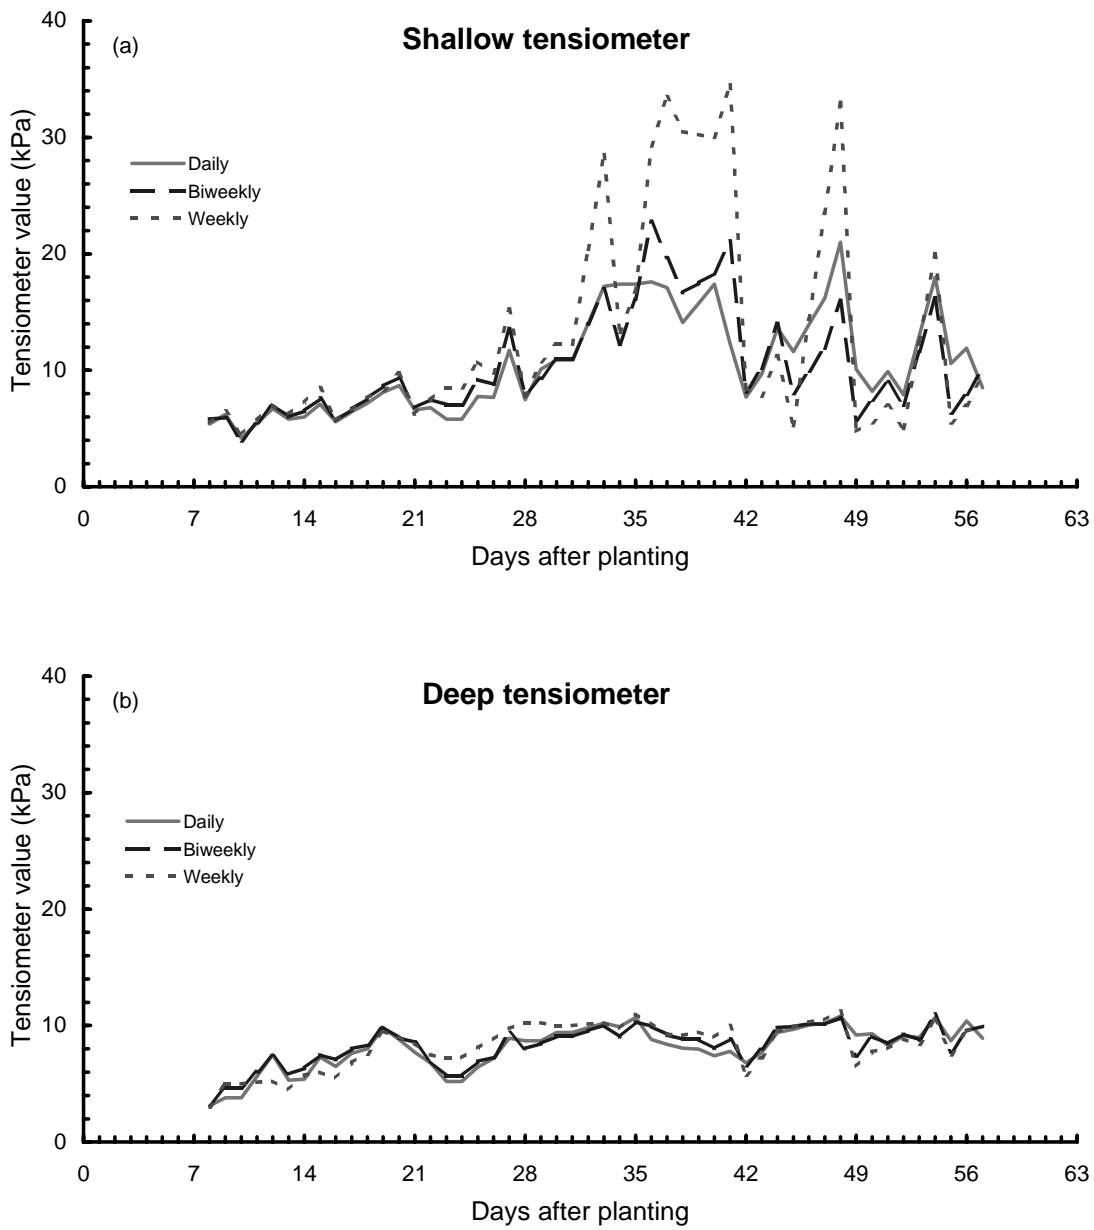 Shallow tensiometer
(a)
Tensiometer value (kPa)
40
30
20
10
0
Daily
Biweekly
Weekly
0 7 14 21 28 35 42 49 56 63
Days after planting
Deep tensiometer
(b)
Tensiometer value (kPa)
40
30
20
10
0
Daily
Biweekly
Weekly
0 7 14 21 28 35 42 49 56 63
Days after planting